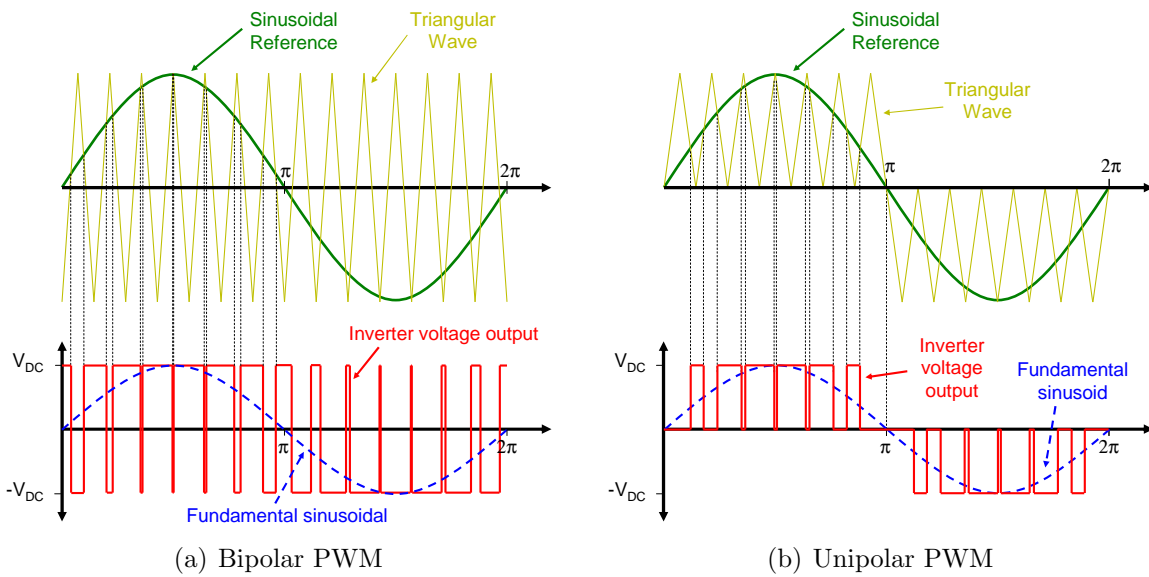 Sinusoidal
Reference
Triangular
Wave
π
2π
V_DC
-V_DC
Inverter voltage output
π
2π
Fundamental sinusoidal
(a) Bipolar PWM
Sinusoidal
Reference
Triangular
Wave
π
2π
V_DC
-V_DC
Inverter
voltage
output
Fundamental
sinusoid
π
2π
(b) Unipolar PWM